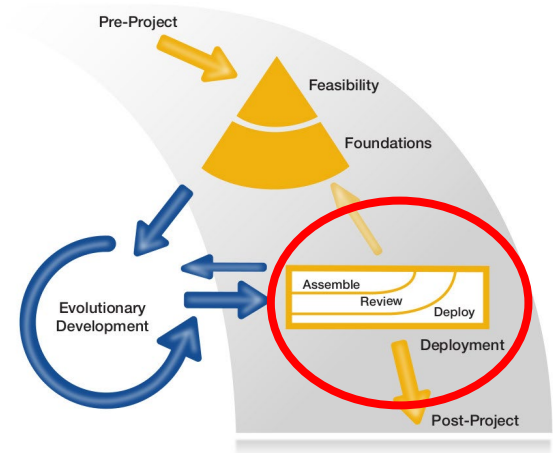 Pre-Project
Feasibility
Foundations
Evolutionary
Development
Assemble
Review
Deploy
Deployment
Post-Project